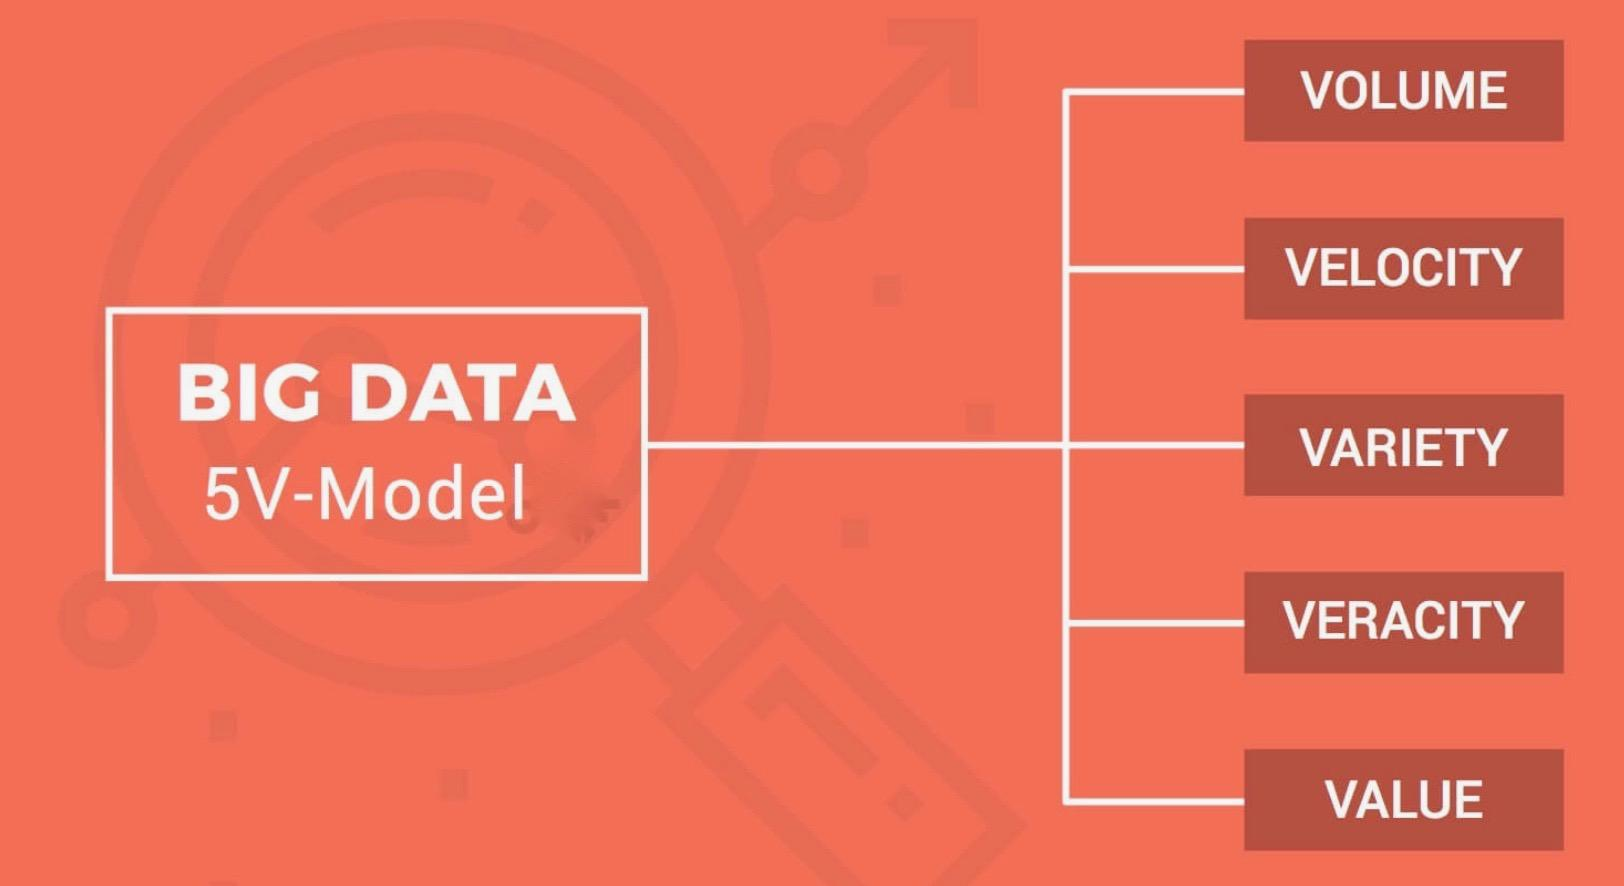 BIG DATA
5V-Model
VOLUME
VELOCITY
VARIETY
VERACITY
VALUE